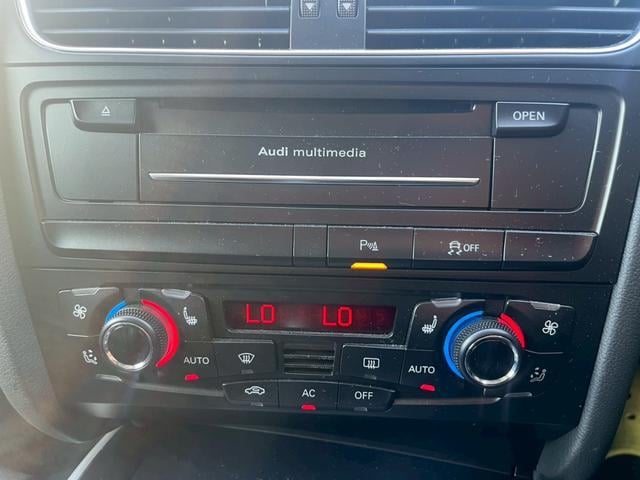 OPEN
Audi multimedia
P OFF
LO LO
AUTO AUTO
AC OFF